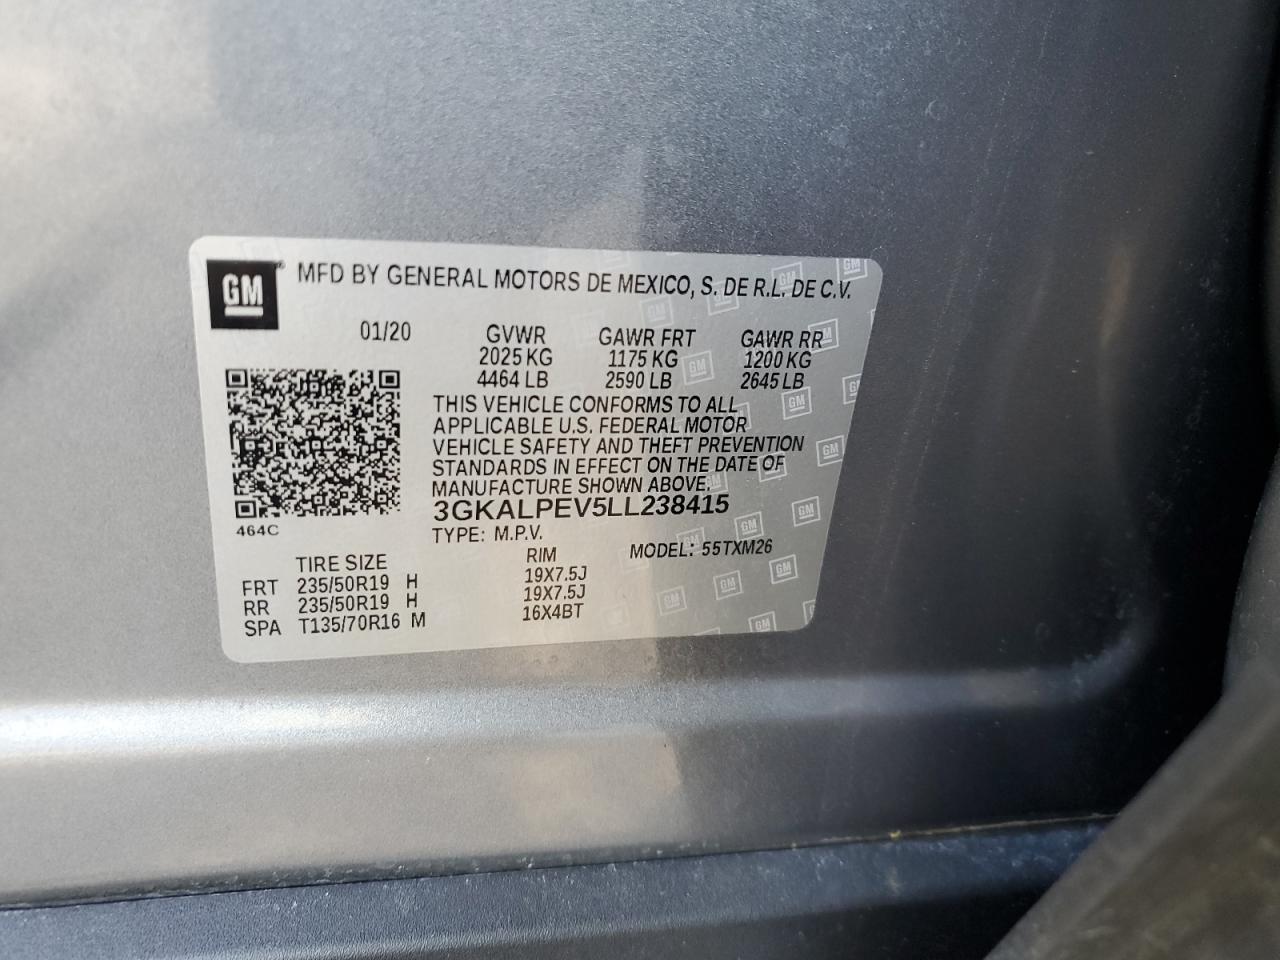 GM® MFD BY GENERAL MOTORS DE MEXICO, S. DE R.L. DE C.V.
01/20 GVWR GAWR FRT GAWR RR
2025 KG 1175 KG 1200 KG
4464 LB 2590 LB 2645 LB
THIS VEHICLE CONFORMS TO ALL
APPLICABLE U.S. FEDERAL MOTOR
VEHICLE SAFETY AND THEFT PREVENTION
STANDARDS IN EFFECT ON THE DATE OF
MANUFACTURE SHOWN ABOVE.
3GKALPEV5LL238415
464C
TYPE: M.P.V. MODEL: 55TXM26
TIRE SIZE RIM
FRT 235/50R19 H 19X7.5J
RR 235/50R19 H 19X7.5J
SPA T135/70R16 M 16X4BT